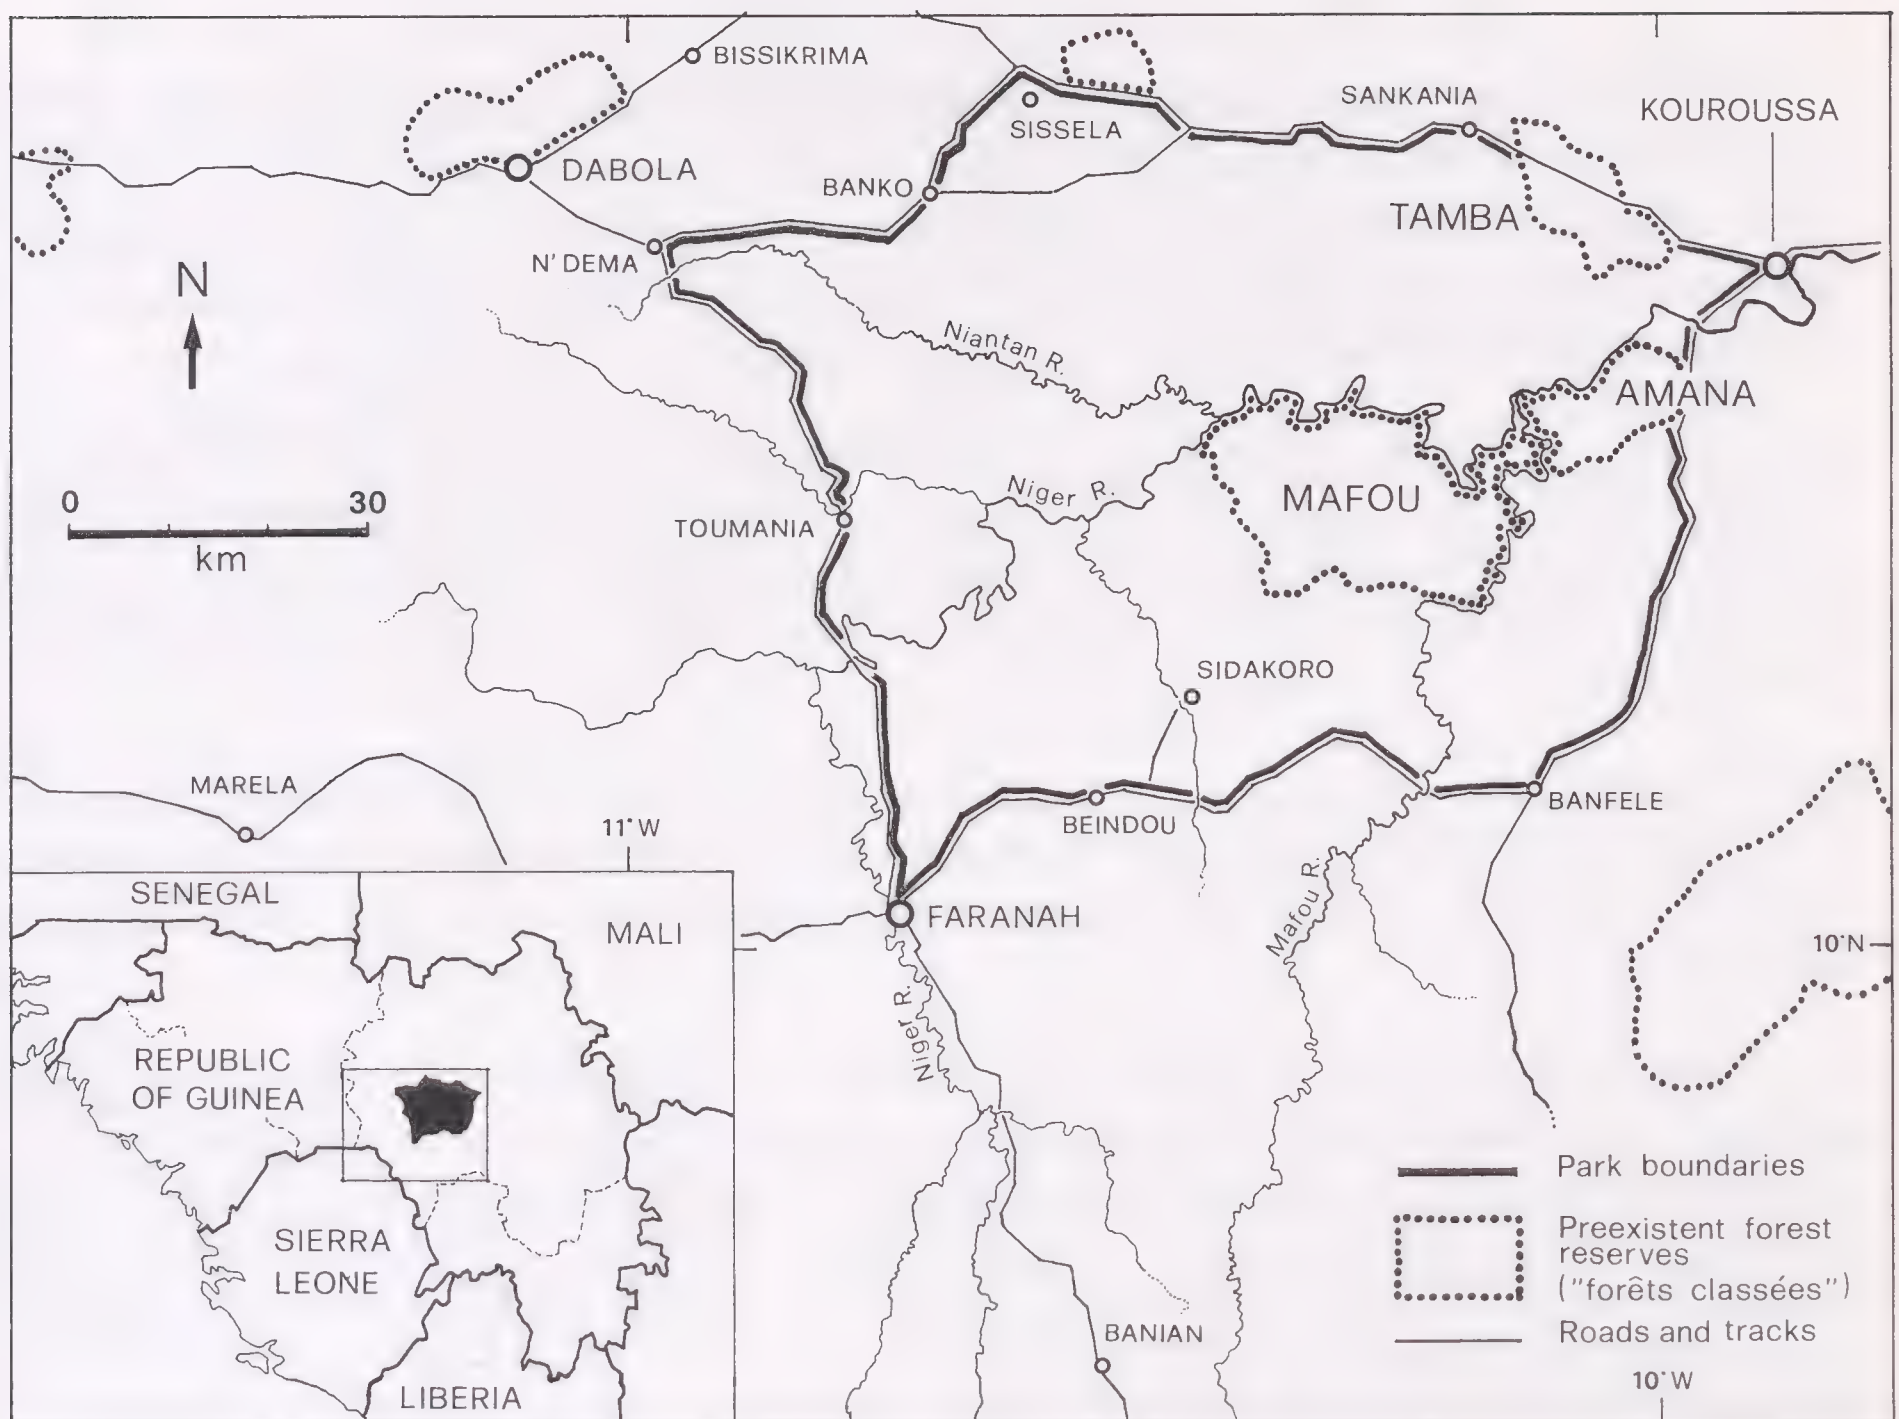 BISSIKRIMA
SANKANIA
KOUROUSSA
SISSELA
DABOLA
BANKO
TAMBA
N'DEMA
N
Niantan R.
AMANA
0 30
km
Niger R.
MAFOU
TOUMANIA
SIDAKORO
MARELA
11°W
BEINDOU
BANFELE
Mafou R.
FARANAH
10°N
Niger R.
SENEGAL
MALI
REPUBLIC
OF GUINEA
SIERRA
LEONE
LIBERIA
BANIAN
Park boundaries
Preexistent forest
reserves
("forêts classées")
Roads and tracks
10°W